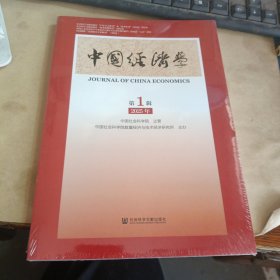 中国经济学
JOURNAL OF CHINA ECONOMICS
第1辑
2025年
中国社会科学院 主管
中国社会科学院数量经济与技术经济研究所 主办
社会科学文献出版社